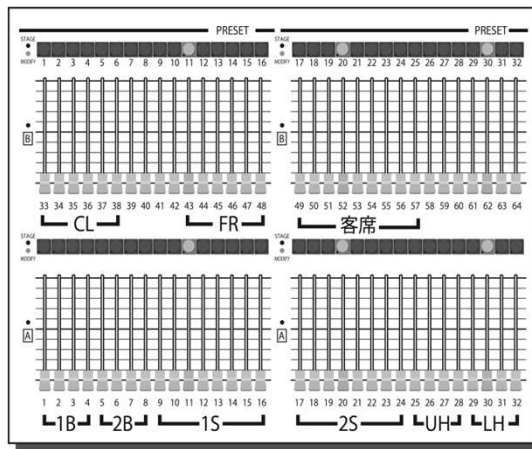 PRESET PRESET
STAGE STAGE
MODIFY 1 2 3 4 5 6 7 8 9 10 11 12 13 14 15 16 MODIFY 17 18 19 20 21 22 23 24 25 26 27 28 29 30 31 32
B B
33 34 35 36 37 38 39 40 41 42 43 44 45 46 47 48 49 50 51 52 53 54 55 56 57 58 59 60 61 62 63 64
CL FR 客席
STAGE STAGE
MODIFY MODIFY
A A
1 2 3 4 5 6 7 8 9 10 11 12 13 14 15 16 17 18 19 20 21 22 23 24 25 26 27 28 29 30 31 32
1B 2B 1S 2S UH LH